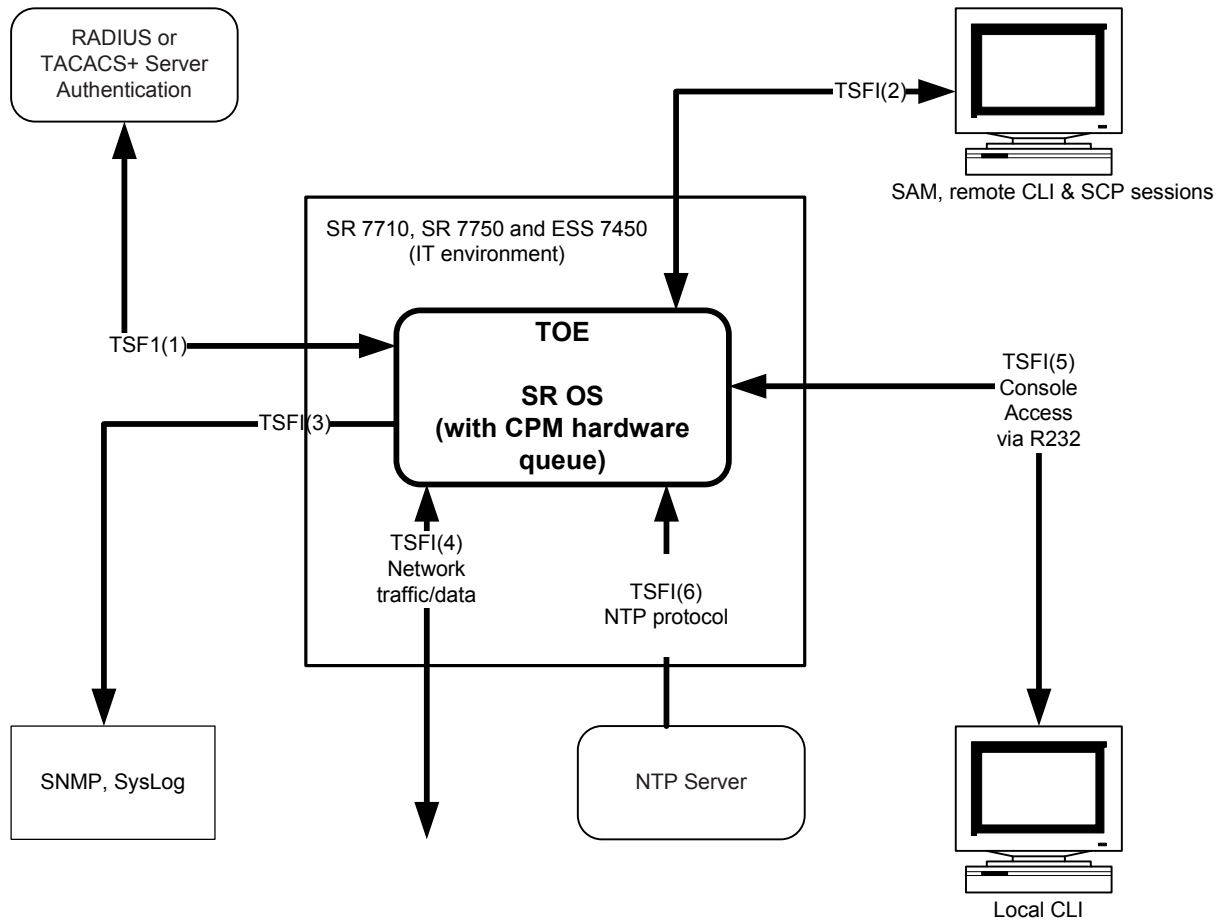 RADIUS or
TACACS+ Server
Authentication
TSFI(2)
SAM, remote CLI & SCP sessions
SR 7710, SR 7750 and ESS 7450
(IT environment)
TOE
SR OS
(with CPM hardware
queue)
TSF1(1)
TSFI(3)
TSFI(5)
Console
Access
via R232
TSFI(4)
Network
traffic/data
TSFI(6)
NTP protocol
SNMP, SysLog
NTP Server
Local CLI